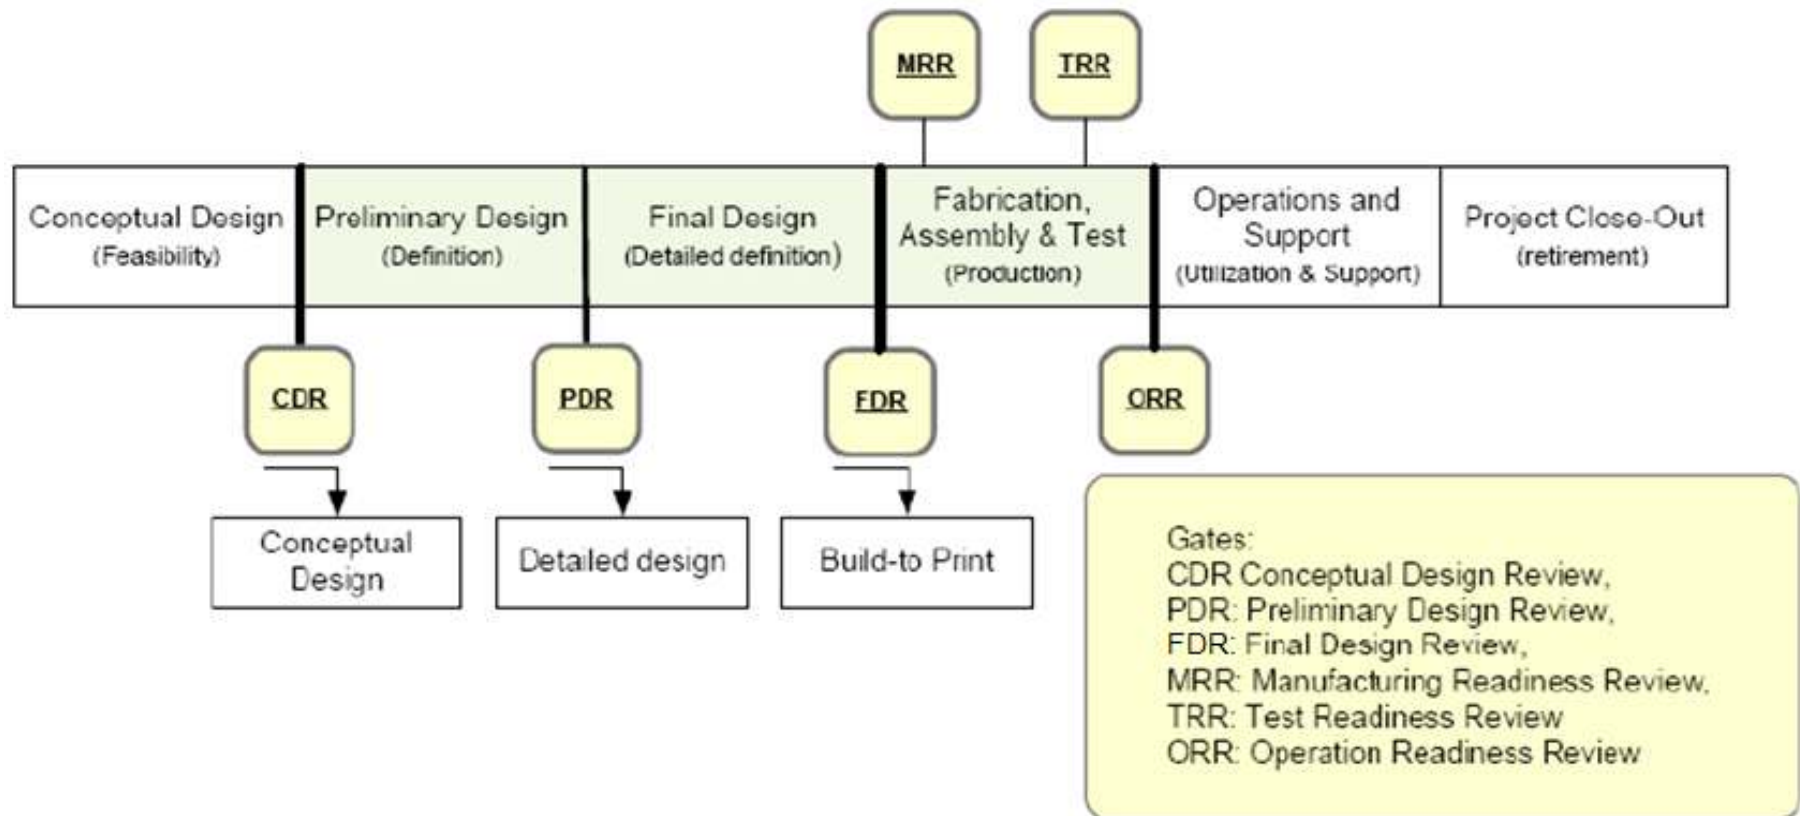 MRR
TRR
Conceptual Design
(Feasibility)
Preliminary Design
(Definition)
Final Design
(Detailed definition)
Fabrication,
Assembly & Test
(Production)
Operations and
Support
(Utilization & Support)
Project Close-Out
(retirement)
CDR
PDR
FDR
ORR
Conceptual
Design
Detailed design
Build-to Print
Gates:
CDR Conceptual Design Review,
PDR: Preliminary Design Review,
FDR: Final Design Review,
MRR: Manufacturing Readiness Review,
TRR: Test Readiness Review
ORR: Operation Readiness Review